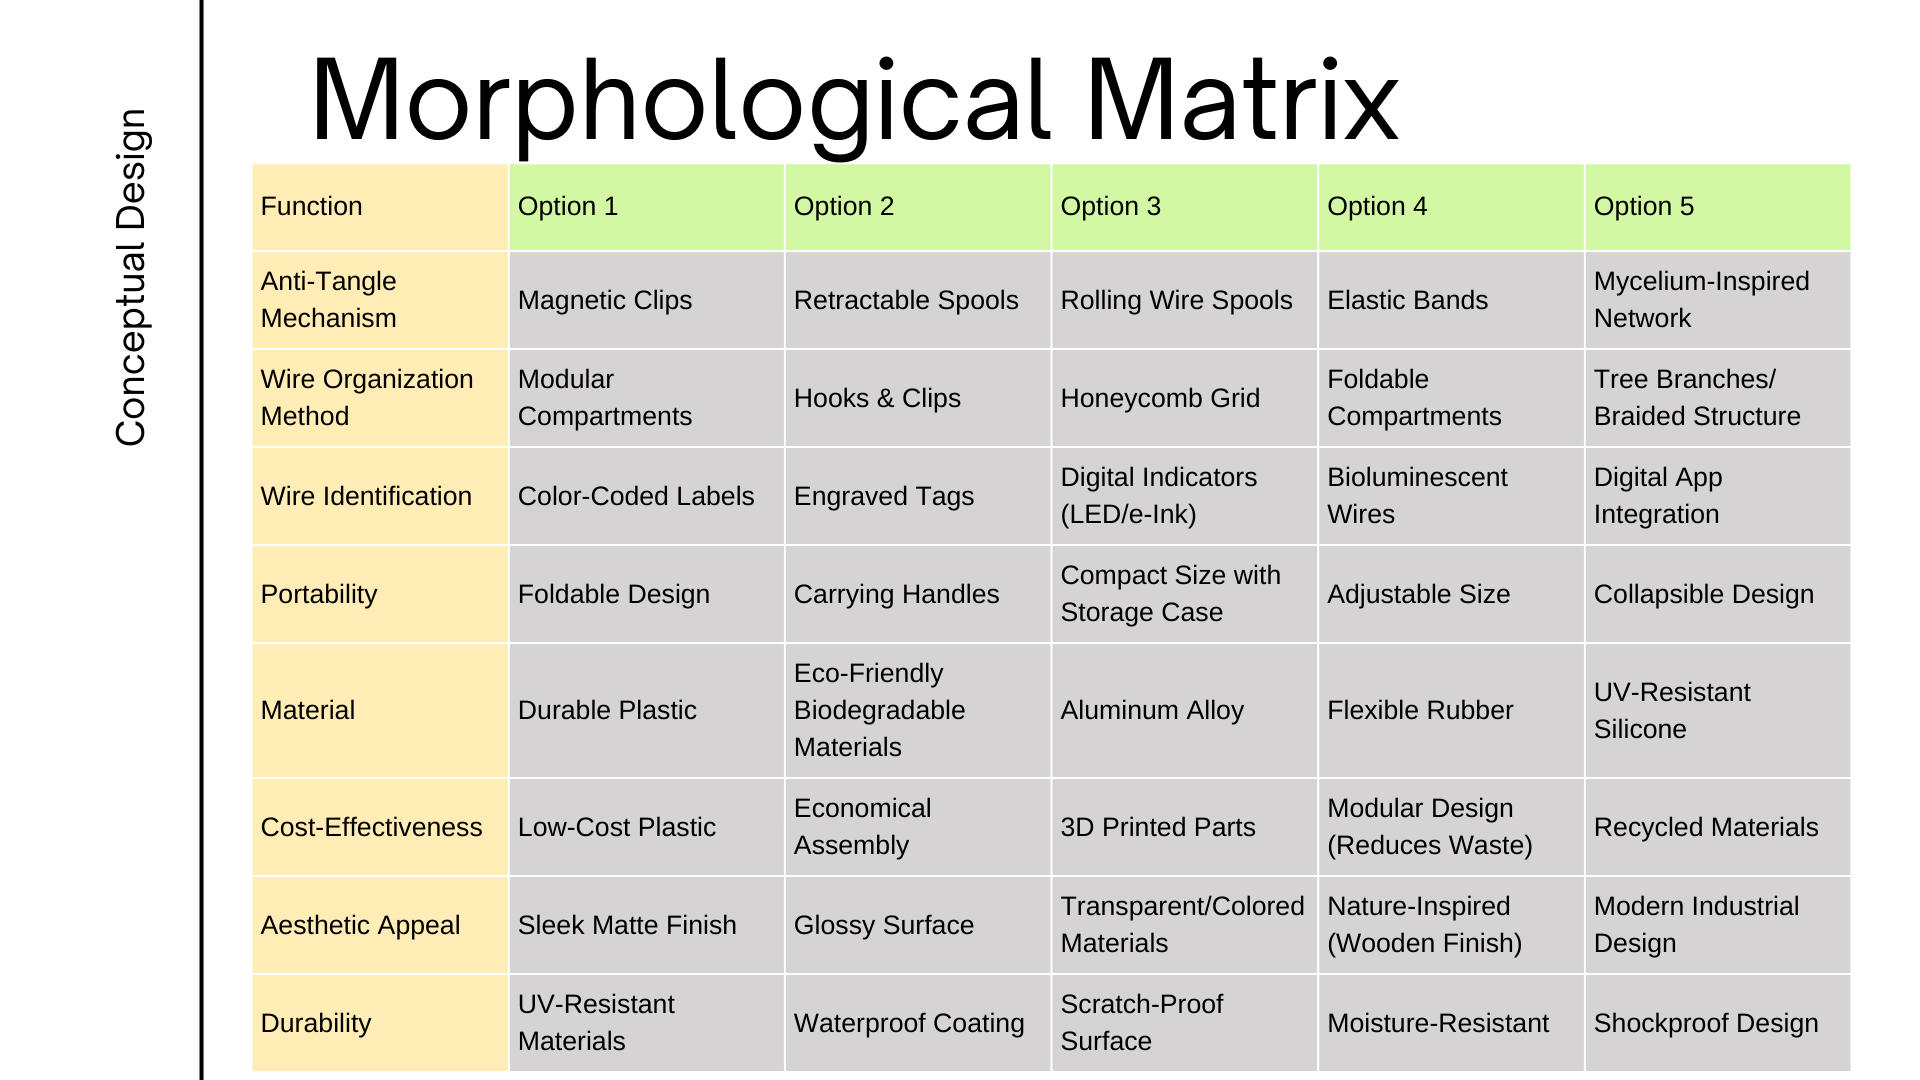 Conceptual Design
Morphological Matrix
Function
Option 1
Option 2
Option 3
Option 4
Option 5
Anti-Tangle
Mechanism
Magnetic Clips
Retractable Spools
Rolling Wire Spools
Elastic Bands
Mycelium-Inspired
Network
Wire Organization
Method
Modular
Compartments
Hooks & Clips
Honeycomb Grid
Foldable
Compartments
Tree Branches/
Braided Structure
Wire Identification
Color-Coded Labels
Engraved Tags
Digital Indicators
(LED/e-Ink)
Bioluminescent
Wires
Digital App
Integration
Portability
Foldable Design
Carrying Handles
Compact Size with
Storage Case
Adjustable Size
Collapsible Design
Material
Durable Plastic
Eco-Friendly
Biodegradable
Materials
Aluminum Alloy
Flexible Rubber
UV-Resistant
Silicone
Cost-Effectiveness
Low-Cost Plastic
Economical
Assembly
3D Printed Parts
Modular Design
(Reduces Waste)
Recycled Materials
Aesthetic Appeal
Sleek Matte Finish
Glossy Surface
Transparent/Colored
Materials
Nature-Inspired
(Wooden Finish)
Modern Industrial
Design
Durability
UV-Resistant
Materials
Waterproof Coating
Scratch-Proof
Surface
Moisture-Resistant
Shockproof Design